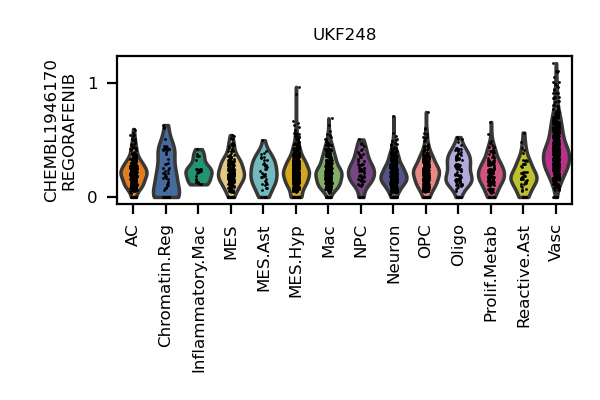 UKF248
CHEMBL1946170
REGORAFENIB
1
0
AC
Chromatin.Reg
Inflammatory.Mac
MES
MES.Ast
MES.Hyp
Mac
NPC
Neuron
OPC
Oligo
Prolif.Metab
Reactive.Ast
Vasc